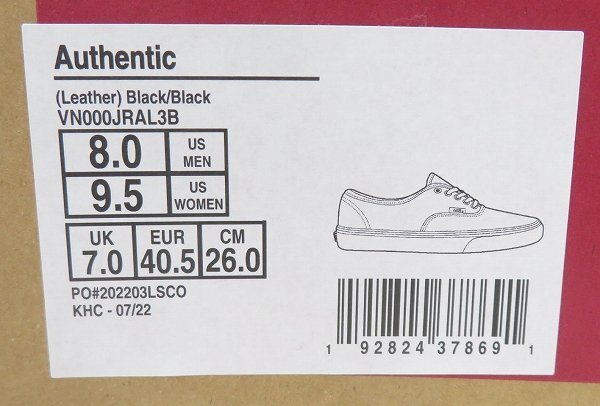 Authentic
(Leather) Black/Black
VN000JRAL3B
8.0 US MEN
9.5 US WOMEN
UK 7.0 EUR 40.5 CM 26.0
PO#202203LSCO
KHC - 07/22
1 92824 37869 1